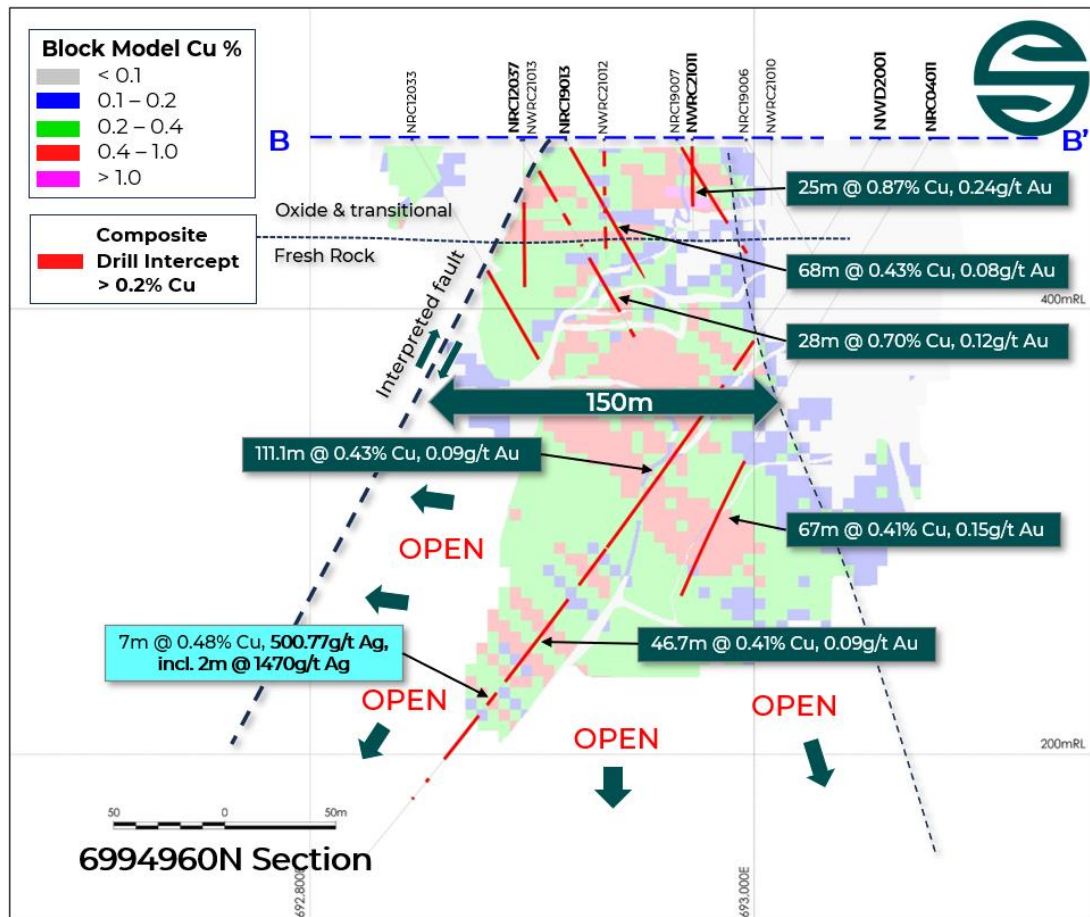 Block Model Cu %
< 0.1
0.1 – 0.2
0.2 – 0.4
0.4 – 1.0
> 1.0
Composite
Drill Intercept
> 0.2% Cu
NRC12033
NRC12037
NWRC21013
NRC19013
NWRC21012
NRC19007
NWRC21011
NRC19006
NWRC21010
NWD2001
NRC04011
B
B'
Oxide & transitional
Fresh Rock
Interpreted fault
25m @ 0.87% Cu, 0.24g/t Au
68m @ 0.43% Cu, 0.08g/t Au
400mRL
28m @ 0.70% Cu, 0.12g/t Au
150m
111.1m @ 0.43% Cu, 0.09g/t Au
67m @ 0.41% Cu, 0.15g/t Au
OPEN
7m @ 0.48% Cu, 500.77g/t Ag,
incl. 2m @ 1470g/t Ag
46.7m @ 0.41% Cu, 0.09g/t Au
OPEN
OPEN
OPEN
200mRL
50 0 50m
6994960N Section
692,800E
693,000E